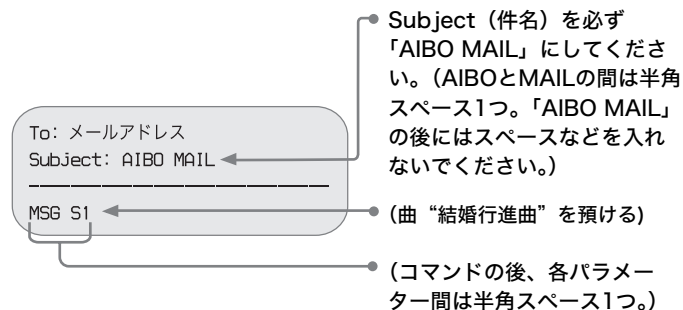 Subject（件名）を必ず
「AIBO MAIL」にしてくださ
い。（AIBOとMAILの間は半角
スペース1つ。「AIBO MAIL」
の後にはスペースなどを入れ
ないでください。）
To: メールアドレス
Subject: AIBO MAIL
MSG S1
（曲“結婚行進曲”を預ける)
（コマンドの後、各パラメー
ター間は半角スペース1つ。）